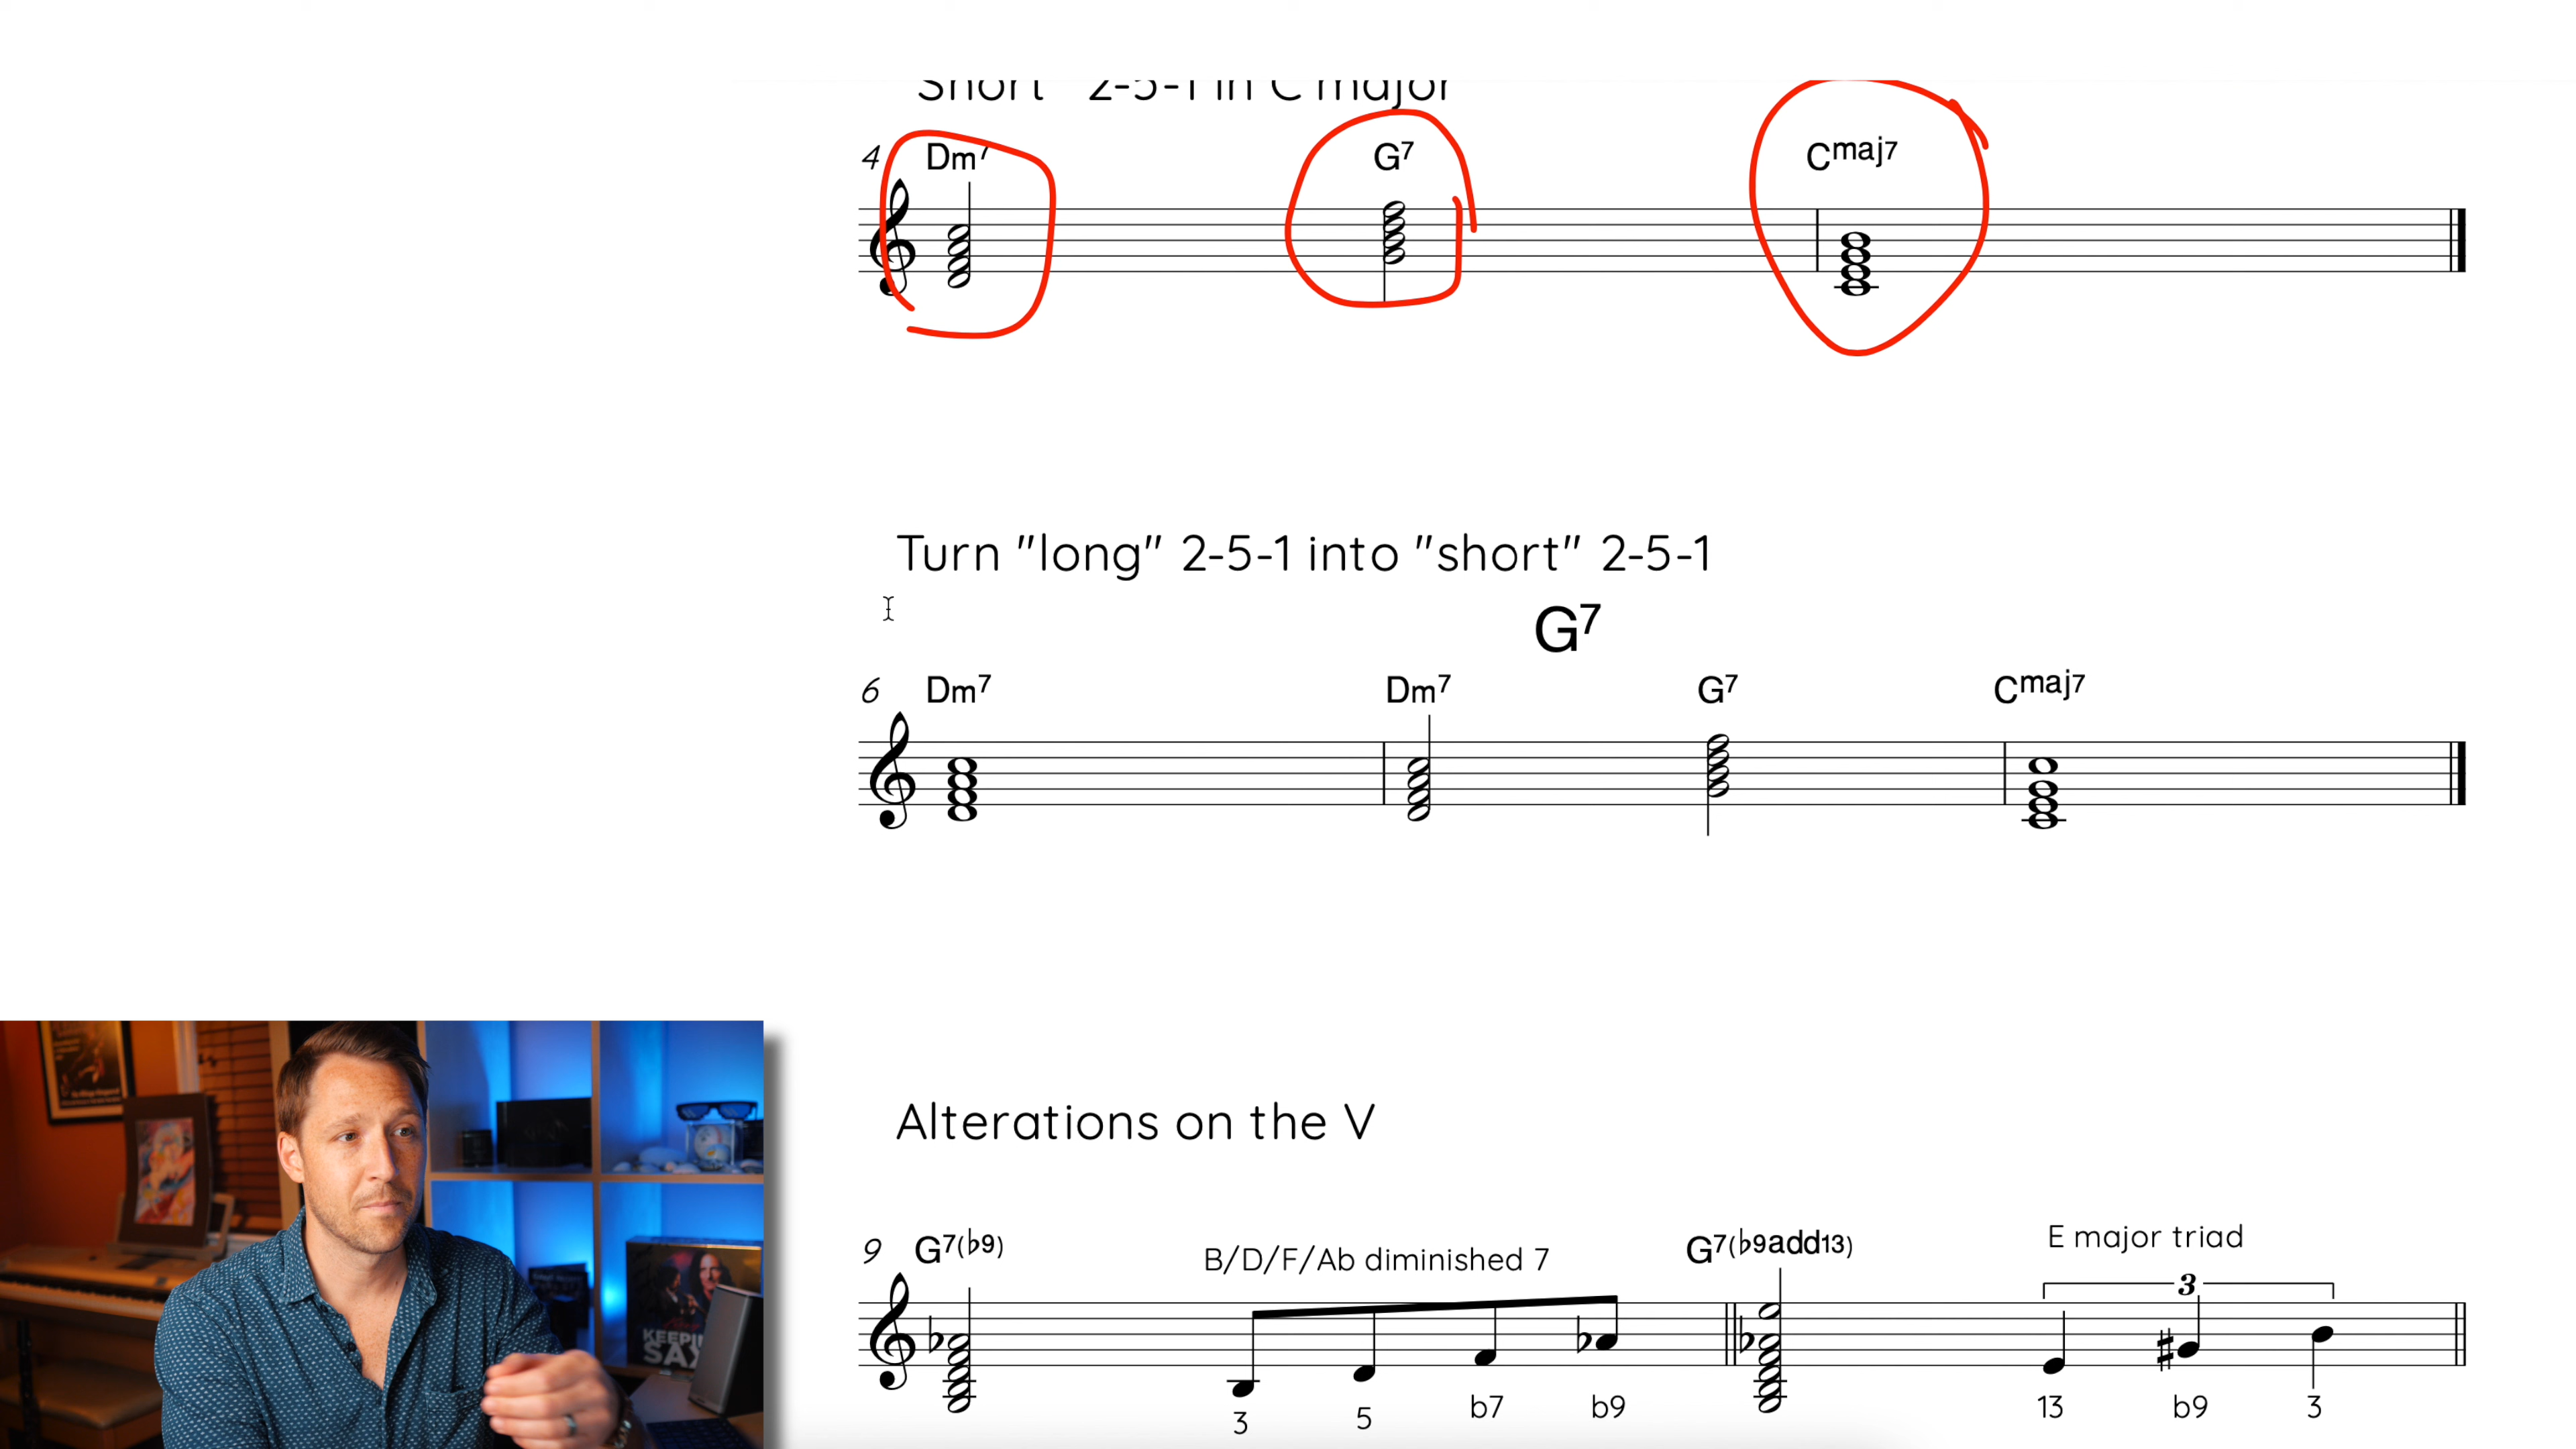 Short" 2-5-1 in C major
4 Dm7 G7 Cmaj7
Turn "long" 2-5-1 into "short" 2-5-1
G7
6 Dm7 Dm7 G7 Cmaj7
Alterations on the V
9 G7(♭9) B/D/F/Ab diminished 7 G7(♭9add13) E major triad
3
3 5 b7 b9 13 b9 3
KEEPI
SAX